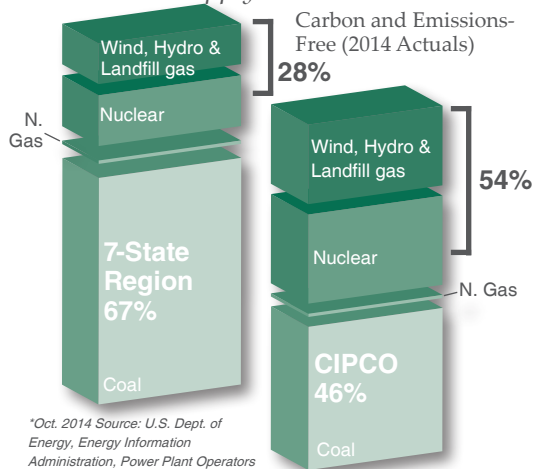 Carbon and Emissions-
Free (2014 Actuals)
Wind, Hydro &
Landfill gas
28%
Nuclear
N.
Gas
7-State
Region
67%
Coal
Wind, Hydro &
Landfill gas
54%
Nuclear
N. Gas
CIPCO
46%
Coal
*Oct. 2014 Source: U.S. Dept. of
Energy, Energy Information
Administration, Power Plant Operators